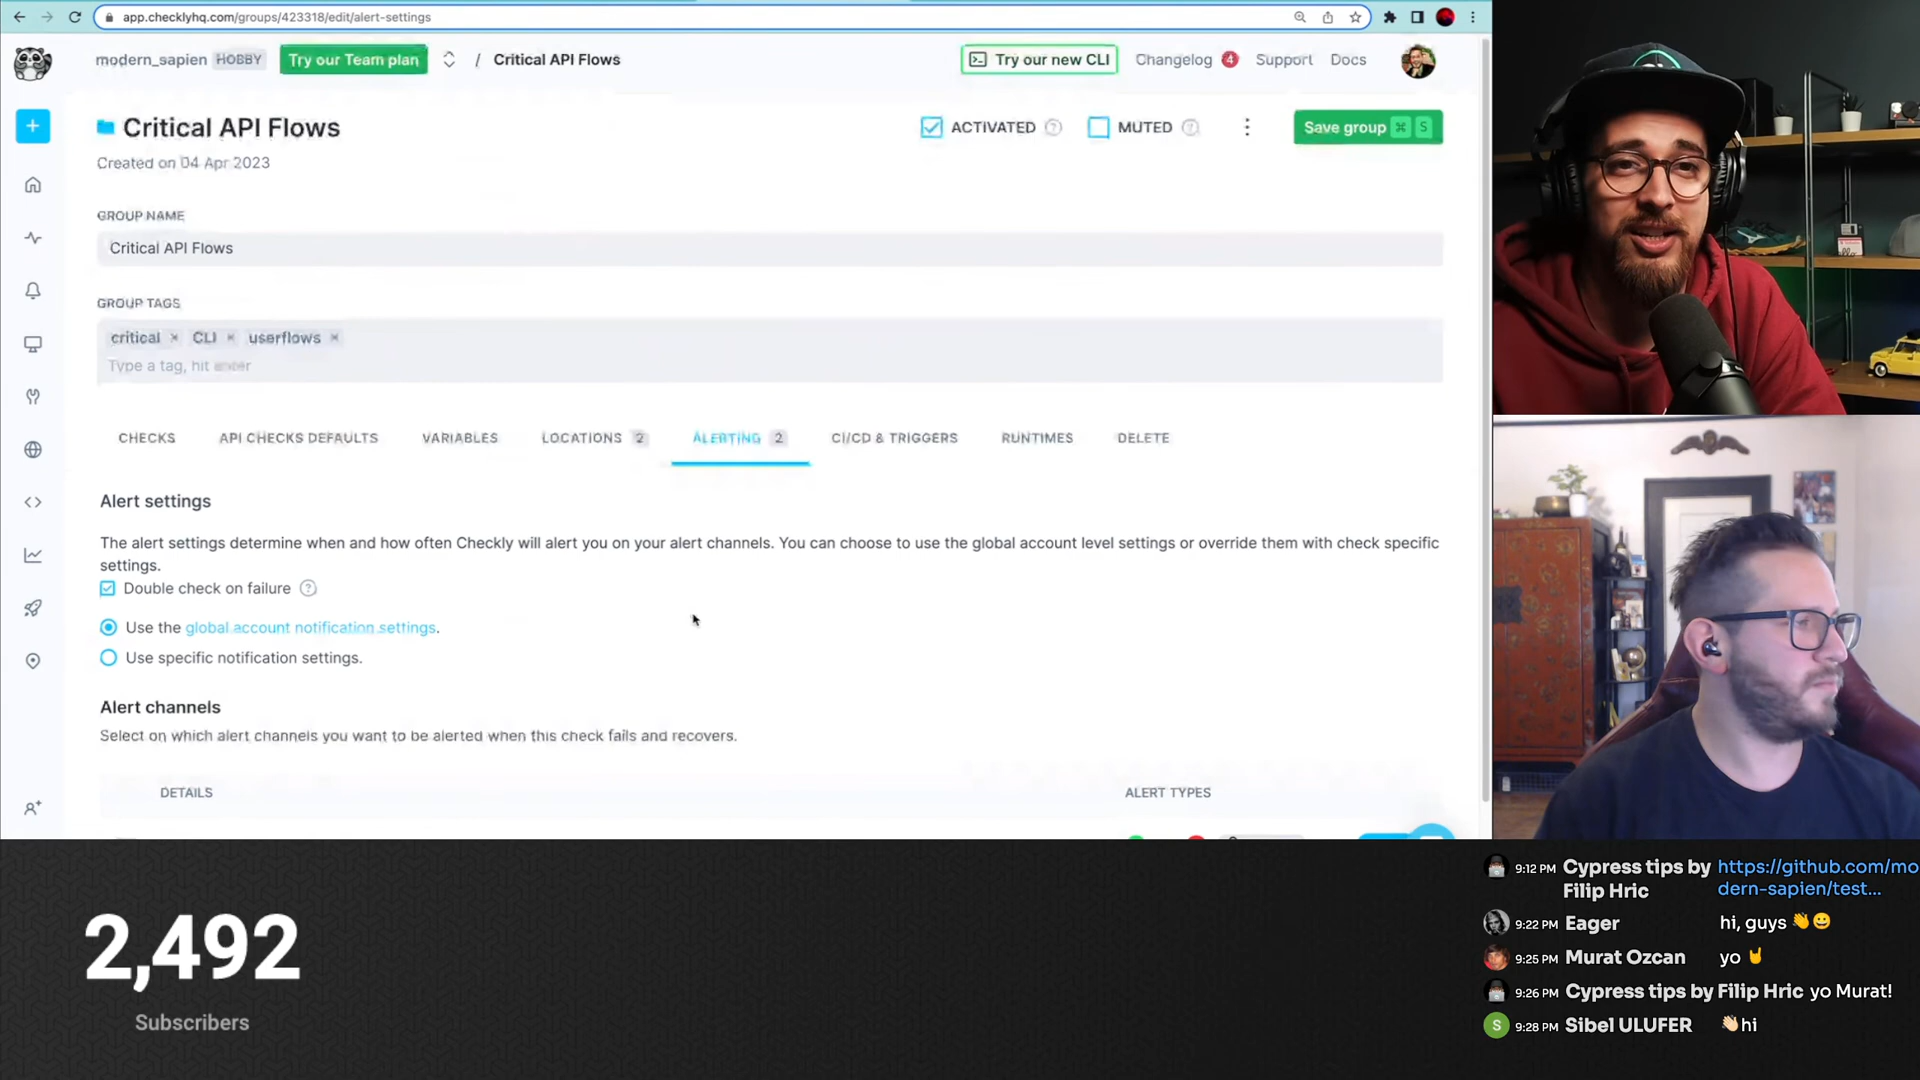 app.checklyhq.com/groups/423318/edit/alert-settings
modern_sapien HOBBY Try our Team plan / Critical API Flows Try our new CLI Changelog 4 Support Docs
Critical API Flows ACTIVATED ? MUTED ? Save group ⌘ S
Created on 04 Apr 2023
GROUP NAME
Critical API Flows
GROUP TAGS
critical × CLI × userflows ×
Type a tag, hit enter
CHECKS API CHECKS DEFAULTS VARIABLES LOCATIONS 2 ALERTING 2 CI/CD & TRIGGERS RUNTIMES DELETE
Alert settings
The alert settings determine when and how often Checkly will alert you on your alert channels. You can choose to use the global account level settings or override them with check specific
settings.
Double check on failure ?
Use the global account notification settings.
Use specific notification settings.
Alert channels
Select on which alert channels you want to be alerted when this check fails and recovers.
DETAILS ALERT TYPES
2,492
Subscribers
9:12 PM Cypress tips by https://github.com/mo
Filip Hric dern-sapien/test...
9:22 PM Eager hi, guys 👋😀
9:25 PM Murat Ozcan yo 🤘
9:26 PM Cypress tips by Filip Hric yo Murat!
S 9:28 PM Sibel ULUFER 👋🏻hi